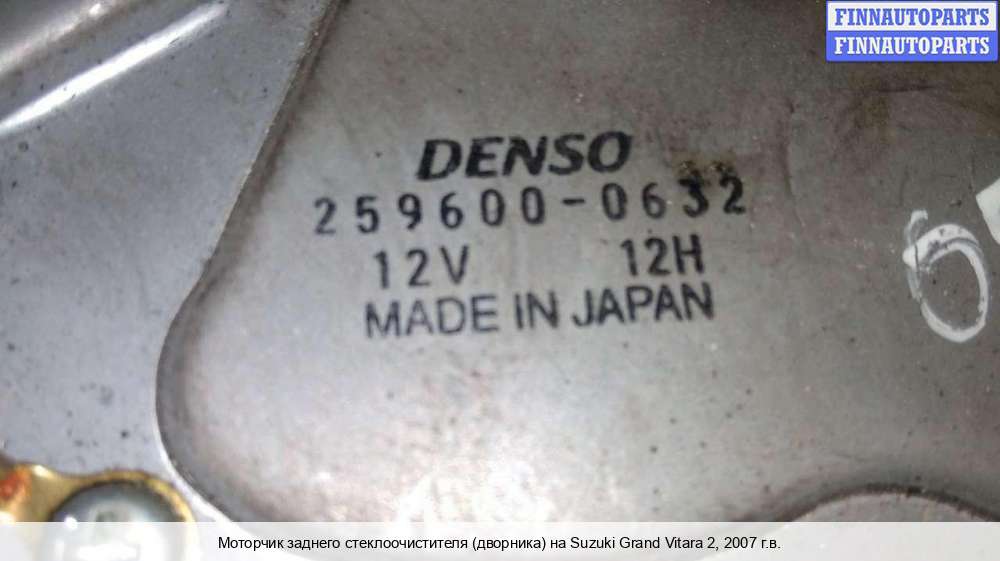 FINNAUTOPARTS
FINNAUTOPARTS
DENSO
259600-0632
12V 12H
MADE IN JAPAN
Моторчик заднего стеклоочистителя (дворника) на Suzuki Grand Vitara 2, 2007 г.в.